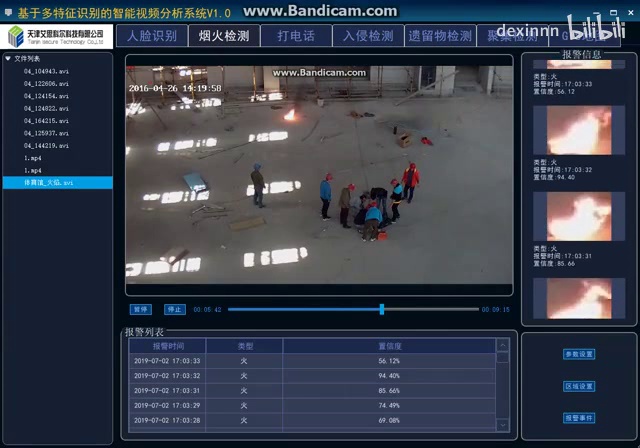 基于多特征识别的智能视频分析系统V1.0
www.Bandicam.com
dexinnn bilibili
天津艾思科尔科技有限公司
人脸识别 烟火检测 打电话 入侵检测 遗留物检测
文件列表
04_104943.avi
04_122606.avi
04_124154.avi
04_124022.avi
04_164215.avi
04_125937.avi
04_144219.avi
1.mp4
1.mp4
体育馆_火焰.avi
www.Bandicam.com
2016-04-26 14:19:58
暂停 停止 00:05:42 00:09:15
报警列表
报警时间 类型 置信度
2019-07-02 17:03:33 火 56.12%
2019-07-02 17:03:32 火 94.40%
2019-07-02 17:03:31 火 85.66%
2019-07-02 17:03:29 火 74.49%
2019-07-02 17:03:28 火 69.08%
报警信息
类型:火
报警时间:17:03:33
置信度:56.12
类型:火
报警时间:17:03:32
置信度:94.40
类型:火
报警时间:17:03:31
置信度:85.66
参数设置
区域设置
报警事件